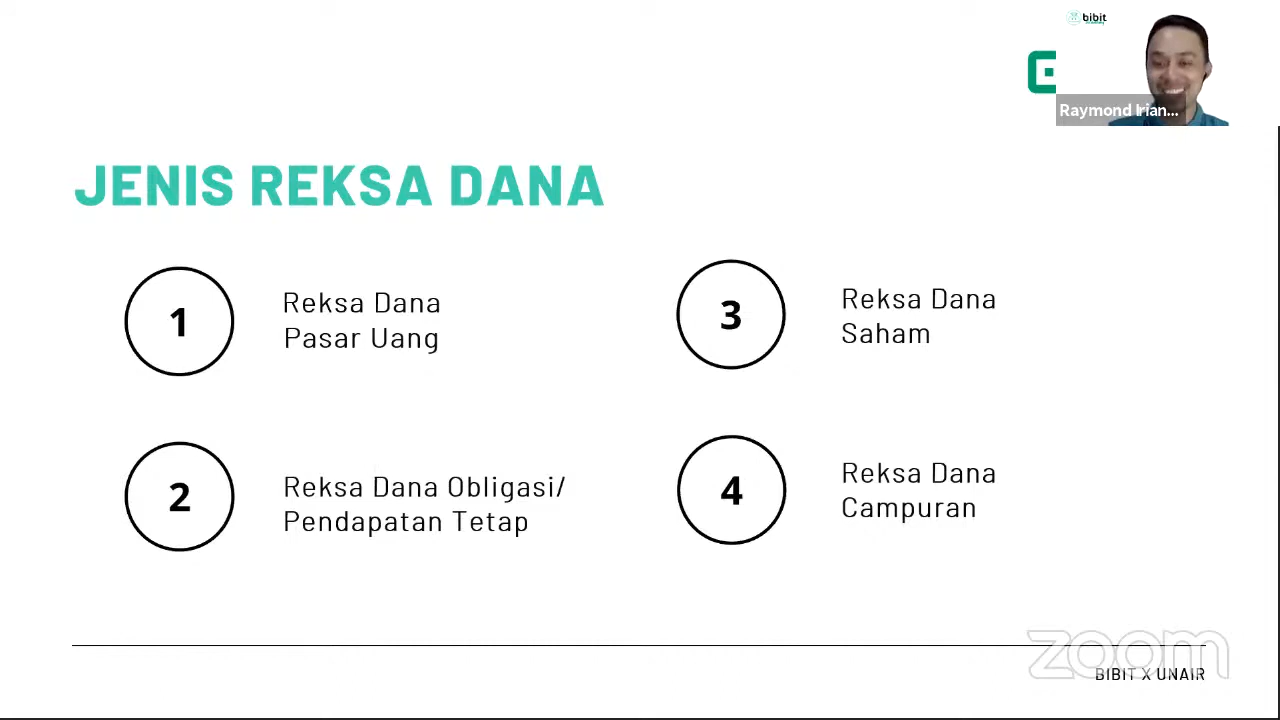 bibit
Raymond Irian...
JENIS REKSA DANA
1
Reksa Dana
Pasar Uang
2
Reksa Dana Obligasi/
Pendapatan Tetap
3
Reksa Dana
Saham
4
Reksa Dana
Campuran
zoom
BIBIT X UNAIR